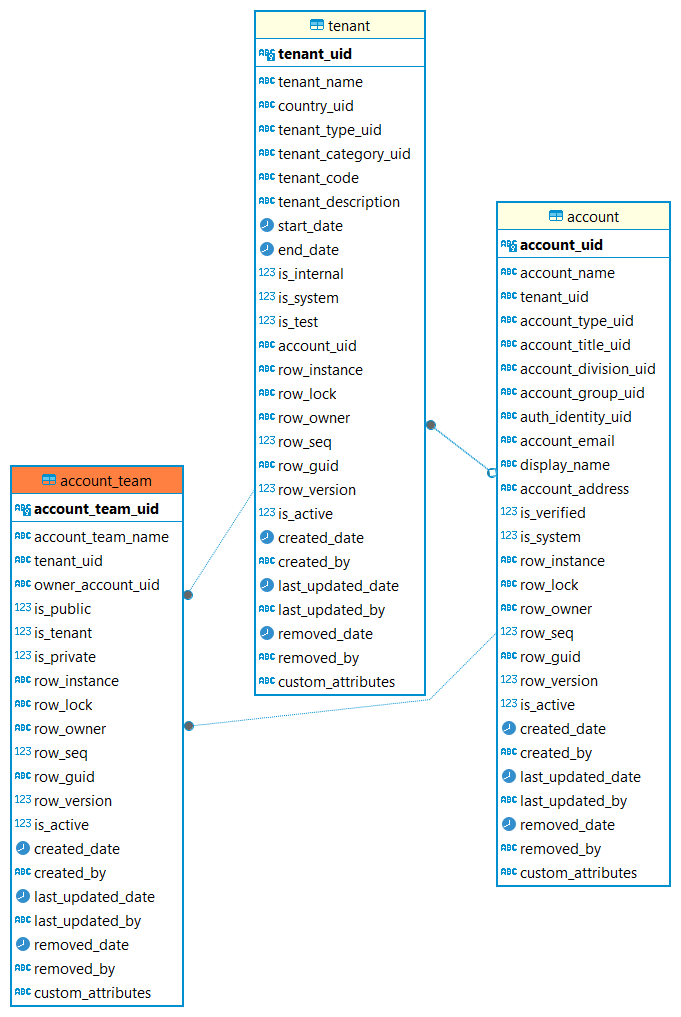 tenant
tenant_uid
tenant_name
country_uid
tenant_type_uid
tenant_category_uid
tenant_code
tenant_description
start_date
end_date
is_internal
is_system
is_test
account_uid
row_instance
row_lock
row_owner
row_seq
row_guid
row_version
is_active
created_date
created_by
last_updated_date
last_updated_by
removed_date
removed_by
custom_attributes
account
account_uid
account_name
tenant_uid
account_type_uid
account_title_uid
account_division_uid
account_group_uid
auth_identity_uid
account_email
display_name
account_address
is_verified
is_system
row_instance
row_lock
row_owner
row_seq
row_guid
row_version
is_active
created_date
created_by
last_updated_date
last_updated_by
removed_date
removed_by
custom_attributes
account_team
account_team_uid
account_team_name
tenant_uid
owner_account_uid
is_public
is_tenant
is_private
row_instance
row_lock
row_owner
row_seq
row_guid
row_version
is_active
created_date
created_by
last_updated_date
last_updated_by
removed_date
removed_by
custom_attributes